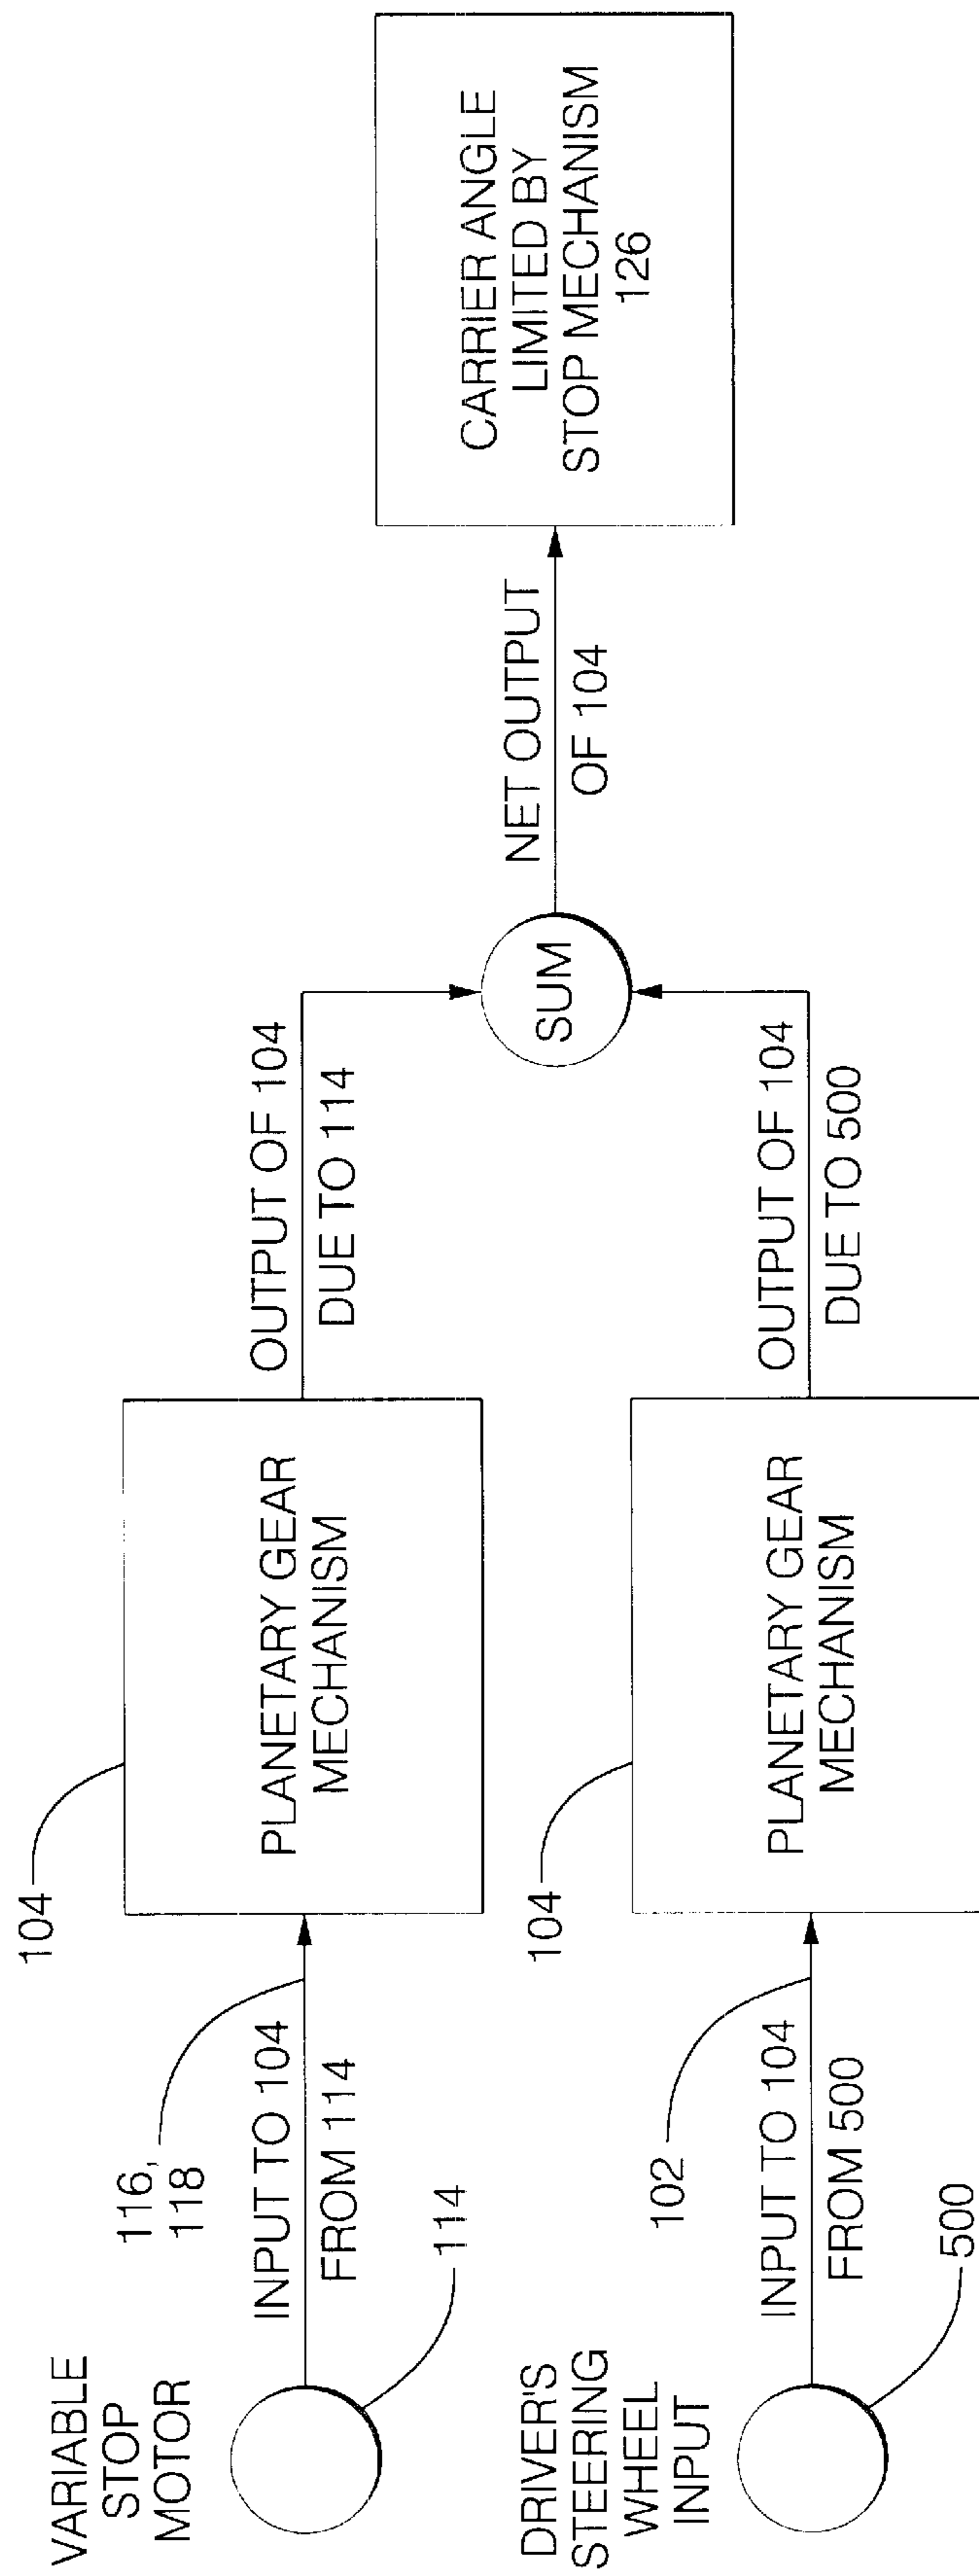 VARIABLE
STOP
MOTOR
116,
118
INPUT TO 104
FROM 114
114
104
PLANETARY GEAR
MECHANISM
OUTPUT OF 104
DUE TO 114
DRIVER'S
STEERING
WHEEL
INPUT
102
INPUT TO 104
FROM 500
500
104
PLANETARY GEAR
MECHANISM
OUTPUT OF 104
DUE TO 500
SUM
NET OUTPUT
OF 104
CARRIER ANGLE
LIMITED BY
STOP MECHANISM
126